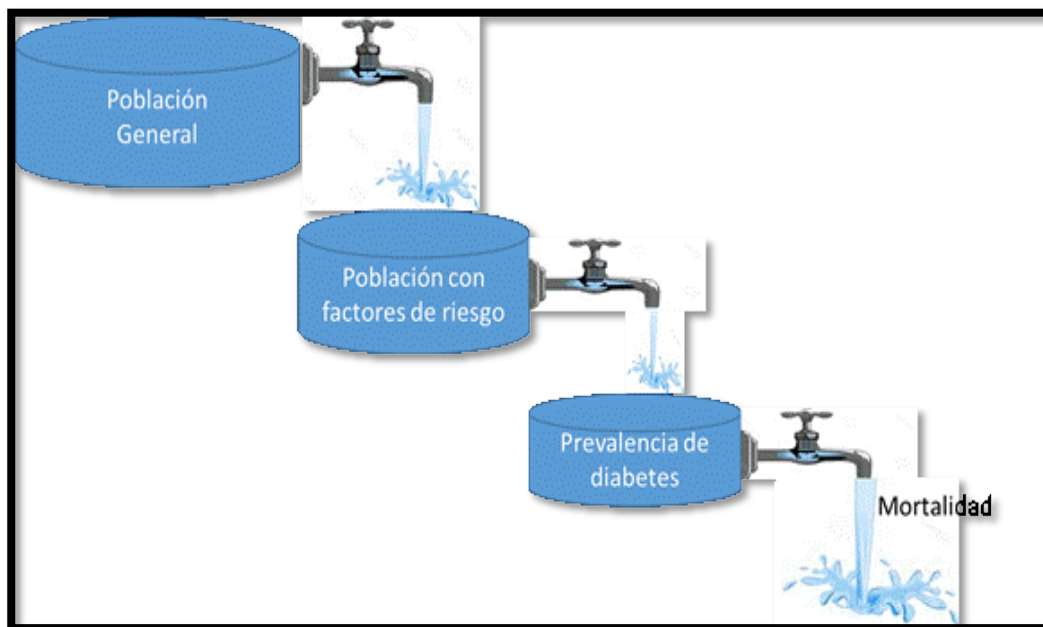 Población
General
Población con
factores de riesgo
Prevalencia de
diabetes
Mortalidad